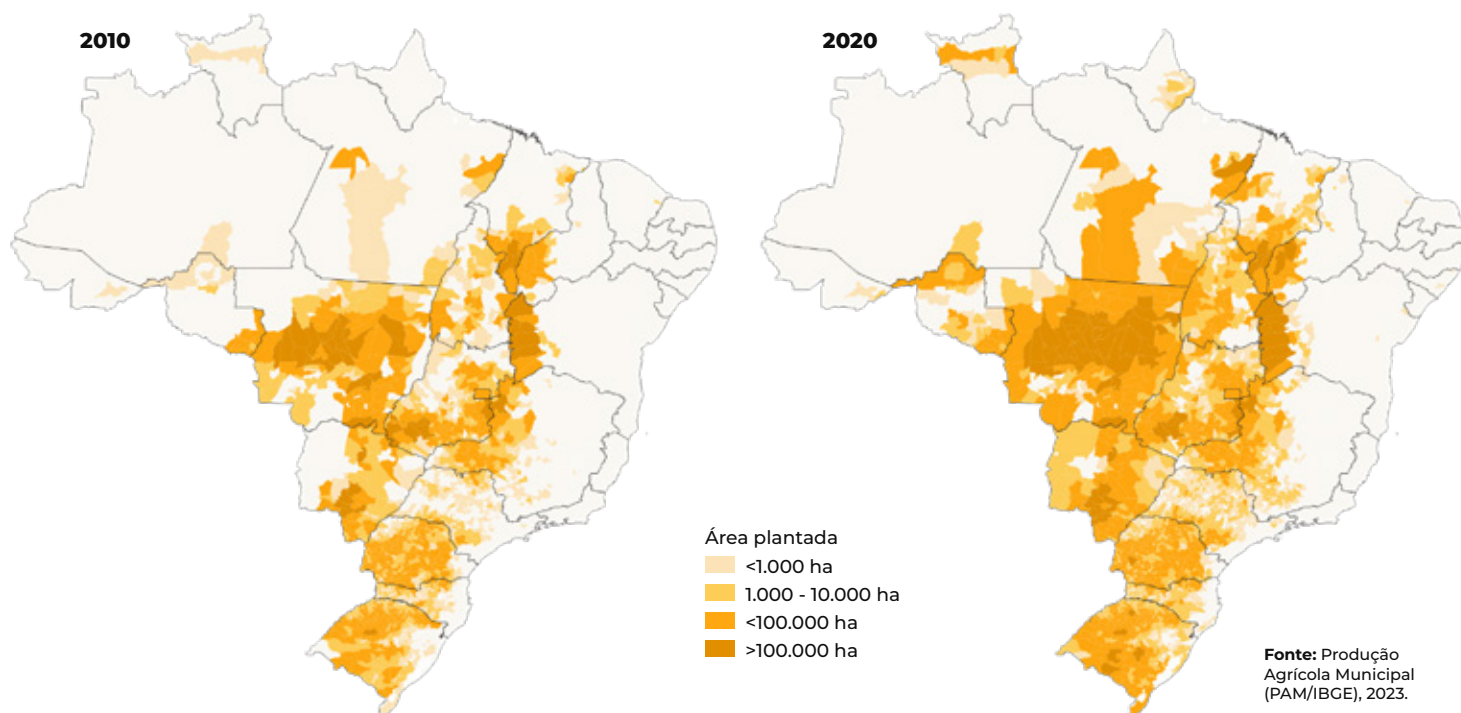 2010
2020
Área plantada
<1.000 ha
1.000 - 10.000 ha
<100.000 ha
>100.000 ha
Fonte: Produção
Agrícola Municipal
(PAM/IBGE), 2023.